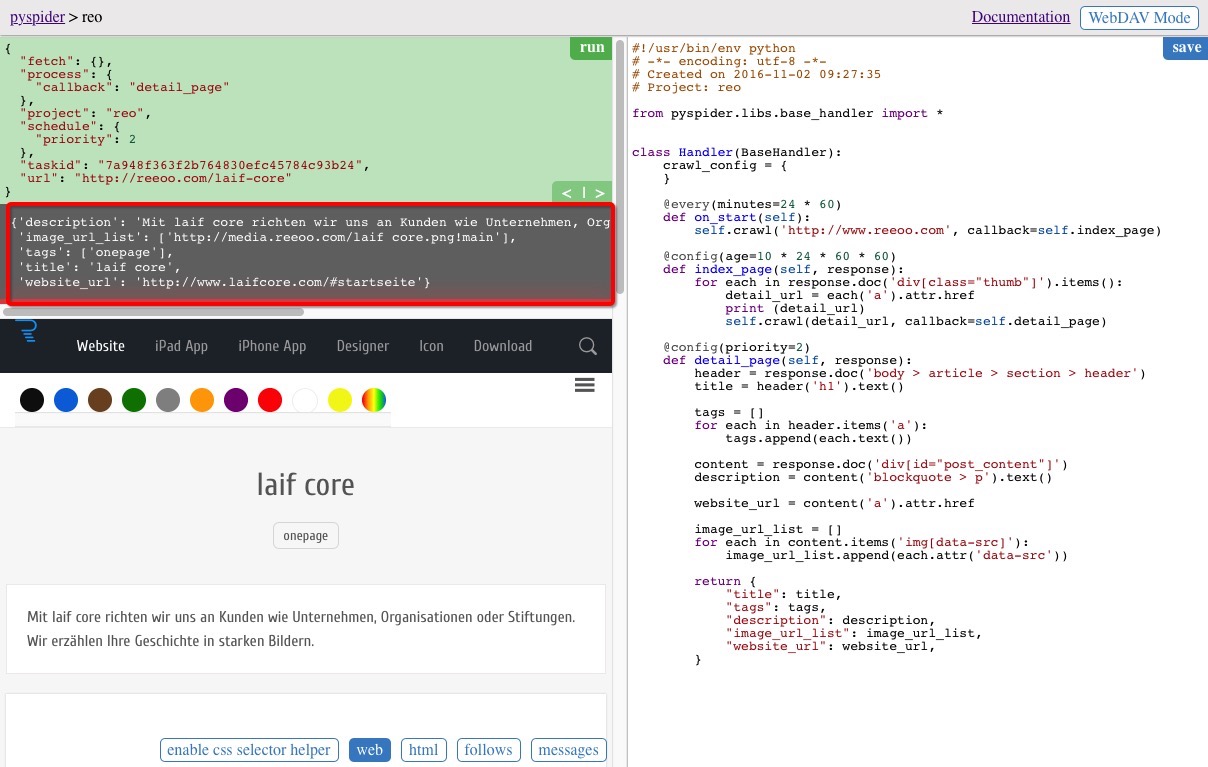 pyspider > reo
Documentation
WebDAV Mode
{
  "fetch": {},
  "process": {
    "callback": "detail_page"
  },
  "project": "reo",
  "schedule": {
    "priority": 2
  },
  "taskid": "7a948f363f2b764830efc45784c93b24",
  "url": "http://reeoo.com/laif-core"
}
run
< | >
{'description': 'Mit laif core richten wir uns an Kunden wie Unternehmen, Org
 'image_url_list': ['http://media.reeoo.com/laif core.png!main'],
 'tags': ['onepage'],
 'title': 'laif core',
 'website_url': 'http://www.laifcore.com/#startseite'}
Website iPad App iPhone App Designer Icon Download
laif core
onepage
Mit laif core richten wir uns an Kunden wie Unternehmen, Organisationen oder Stiftungen.
Wir erzählen Ihre Geschichte in starken Bildern.
enable css selector helper web html follows messages
save
#!/usr/bin/env python
# -*- encoding: utf-8 -*-
# Created on 2016-11-02 09:27:35
# Project: reo
from pyspider.libs.base_handler import *
class Handler(BaseHandler):
    crawl_config = {
    }
    @every(minutes=24 * 60)
    def on_start(self):
        self.crawl('http://www.reeoo.com', callback=self.index_page)
    @config(age=10 * 24 * 60 * 60)
    def index_page(self, response):
        for each in response.doc('div[class="thumb"]').items():
            detail_url = each('a').attr.href
            print (detail_url)
            self.crawl(detail_url, callback=self.detail_page)
    @config(priority=2)
    def detail_page(self, response):
        header = response.doc('body > article > section > header')
        title = header('h1').text()
        tags = []
        for each in header.items('a'):
            tags.append(each.text())
        content = response.doc('div[id="post_content"]')
        description = content('blockquote > p').text()
        website_url = content('a').attr.href
        image_url_list = []
        for each in content.items('img[data-src]'):
            image_url_list.append(each.attr('data-src'))
        return {
            "title": title,
            "tags": tags,
            "description": description,
            "image_url_list": image_url_list,
            "website_url": website_url,
        }